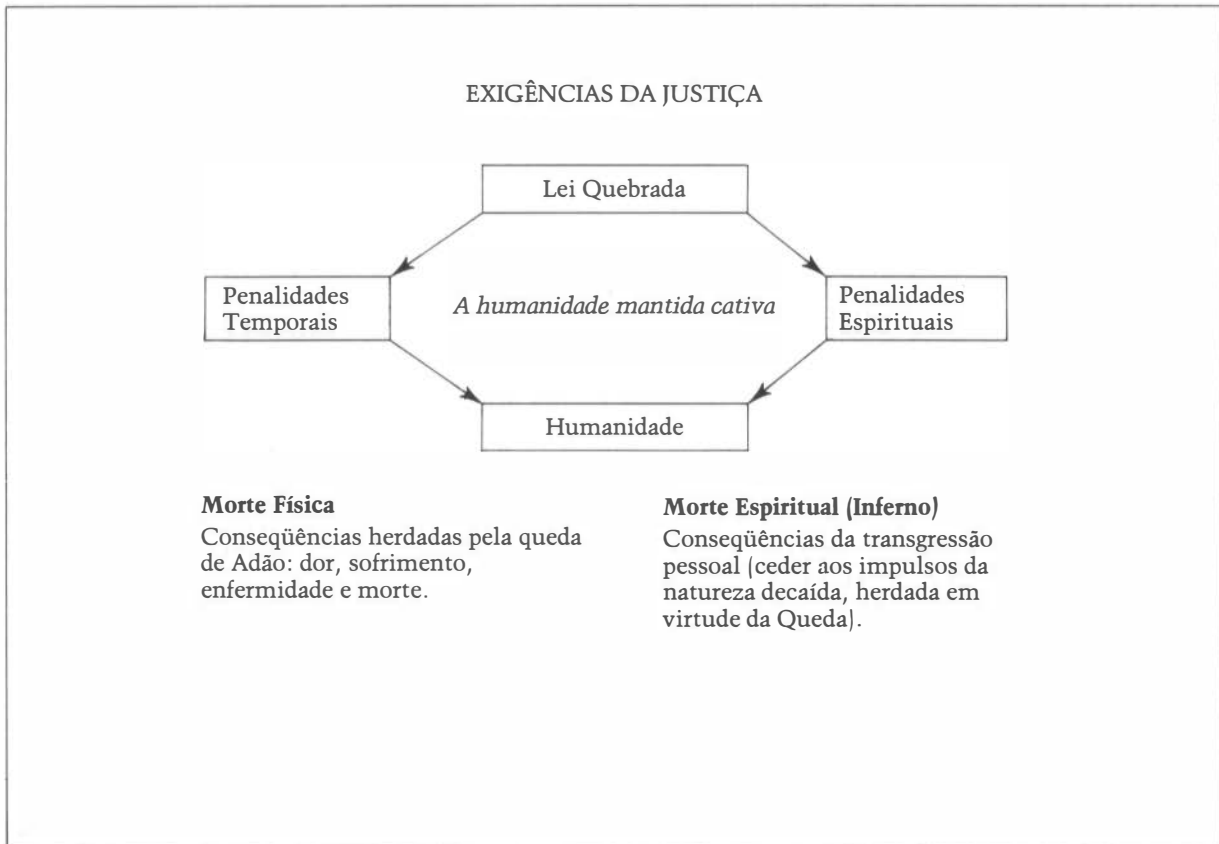 EXIGÊNCIAS DA JUSTIÇA
Lei Quebrada
Penalidades
Temporais
A humanidade mantida cativa
Penalidades
Espirituais
Humanidade
Morte Física
Conseqüências herdadas pela queda
de Adão: dor, sofrimento,
enfermidade e morte.
Morte Espiritual (Inferno)
Conseqüências da transgressão
pessoal (ceder aos impulsos da
natureza decaída, herdada em
virtude da Queda).